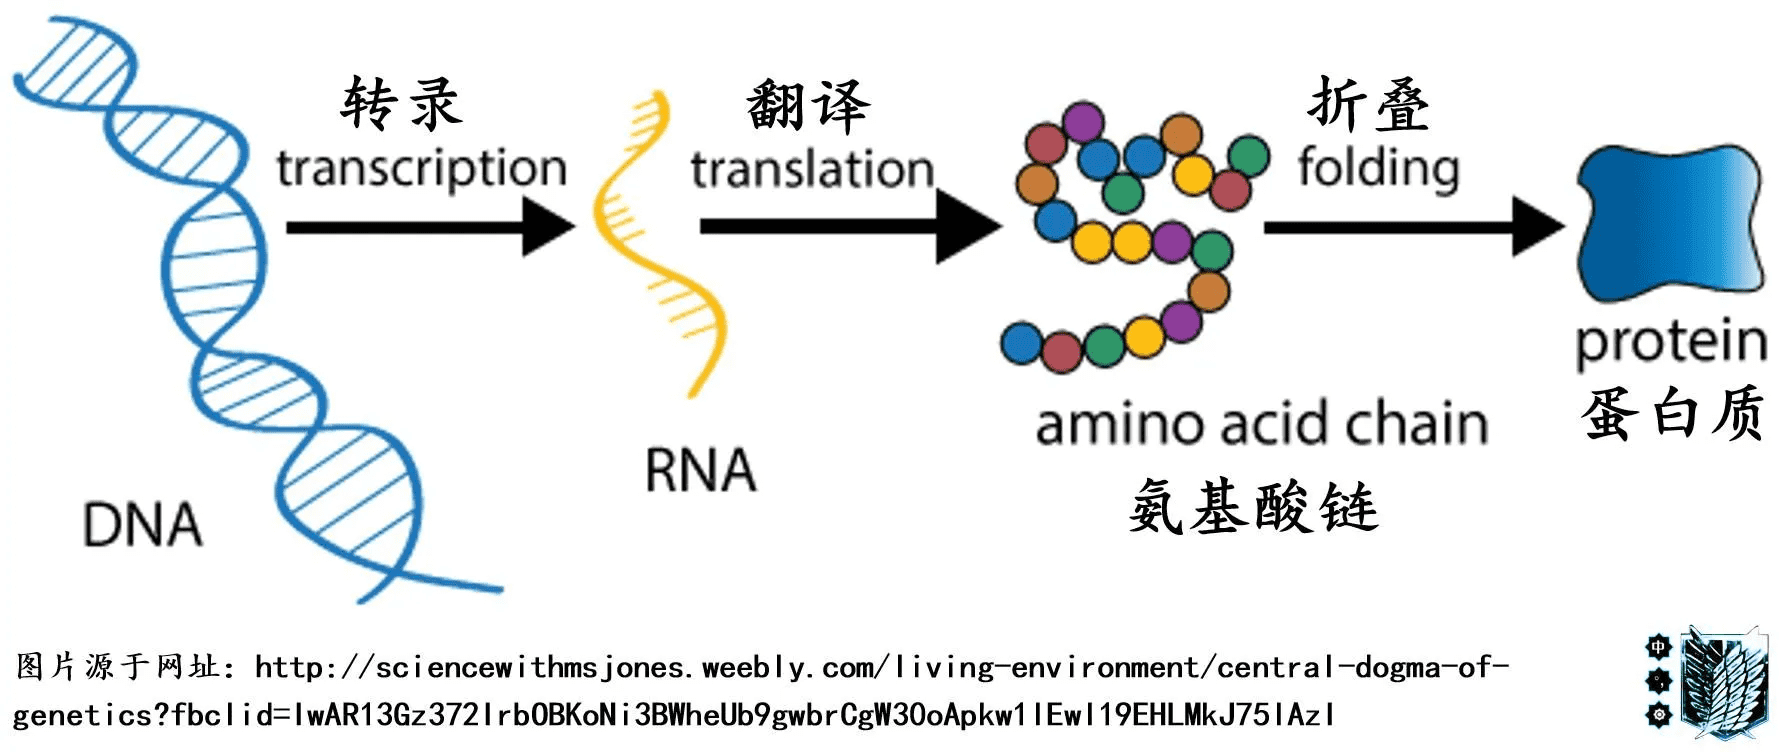 转录
transcription
翻译
translation
折叠
folding
DNA
RNA
amino acid chain
氨基酸链
protein
蛋白质
图片源于网址：http://sciencewithmsjones.weebly.com/living-environment/central-dogma-of-
genetics?fbclid=IwAR13Gz372IrbOBKoNi3BWheUb9gwbrCgW30oApkw1IEwI19EHLMkJ75IAzI
中